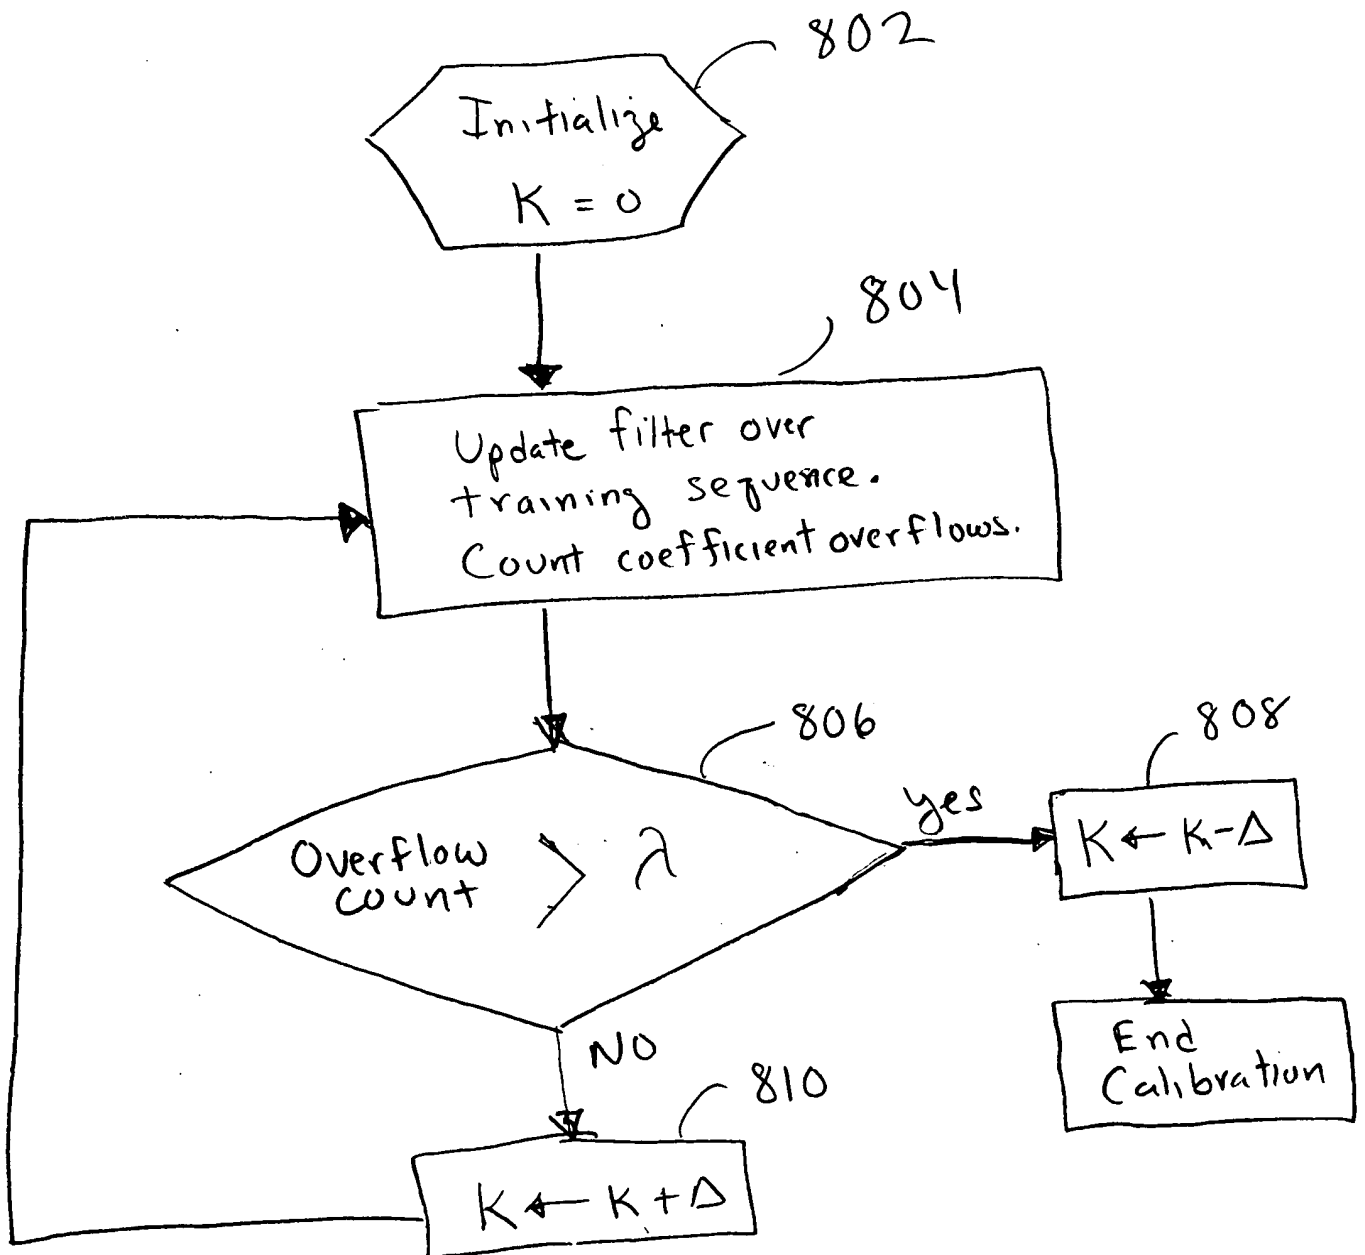 802
Initialize
K = 0
804
Update filter over
training sequence.
Count coefficient overflows.
806
Overflow
count > λ
yes
808
K ← K-Δ
End
Calibration
NO
810
K ← K + Δ